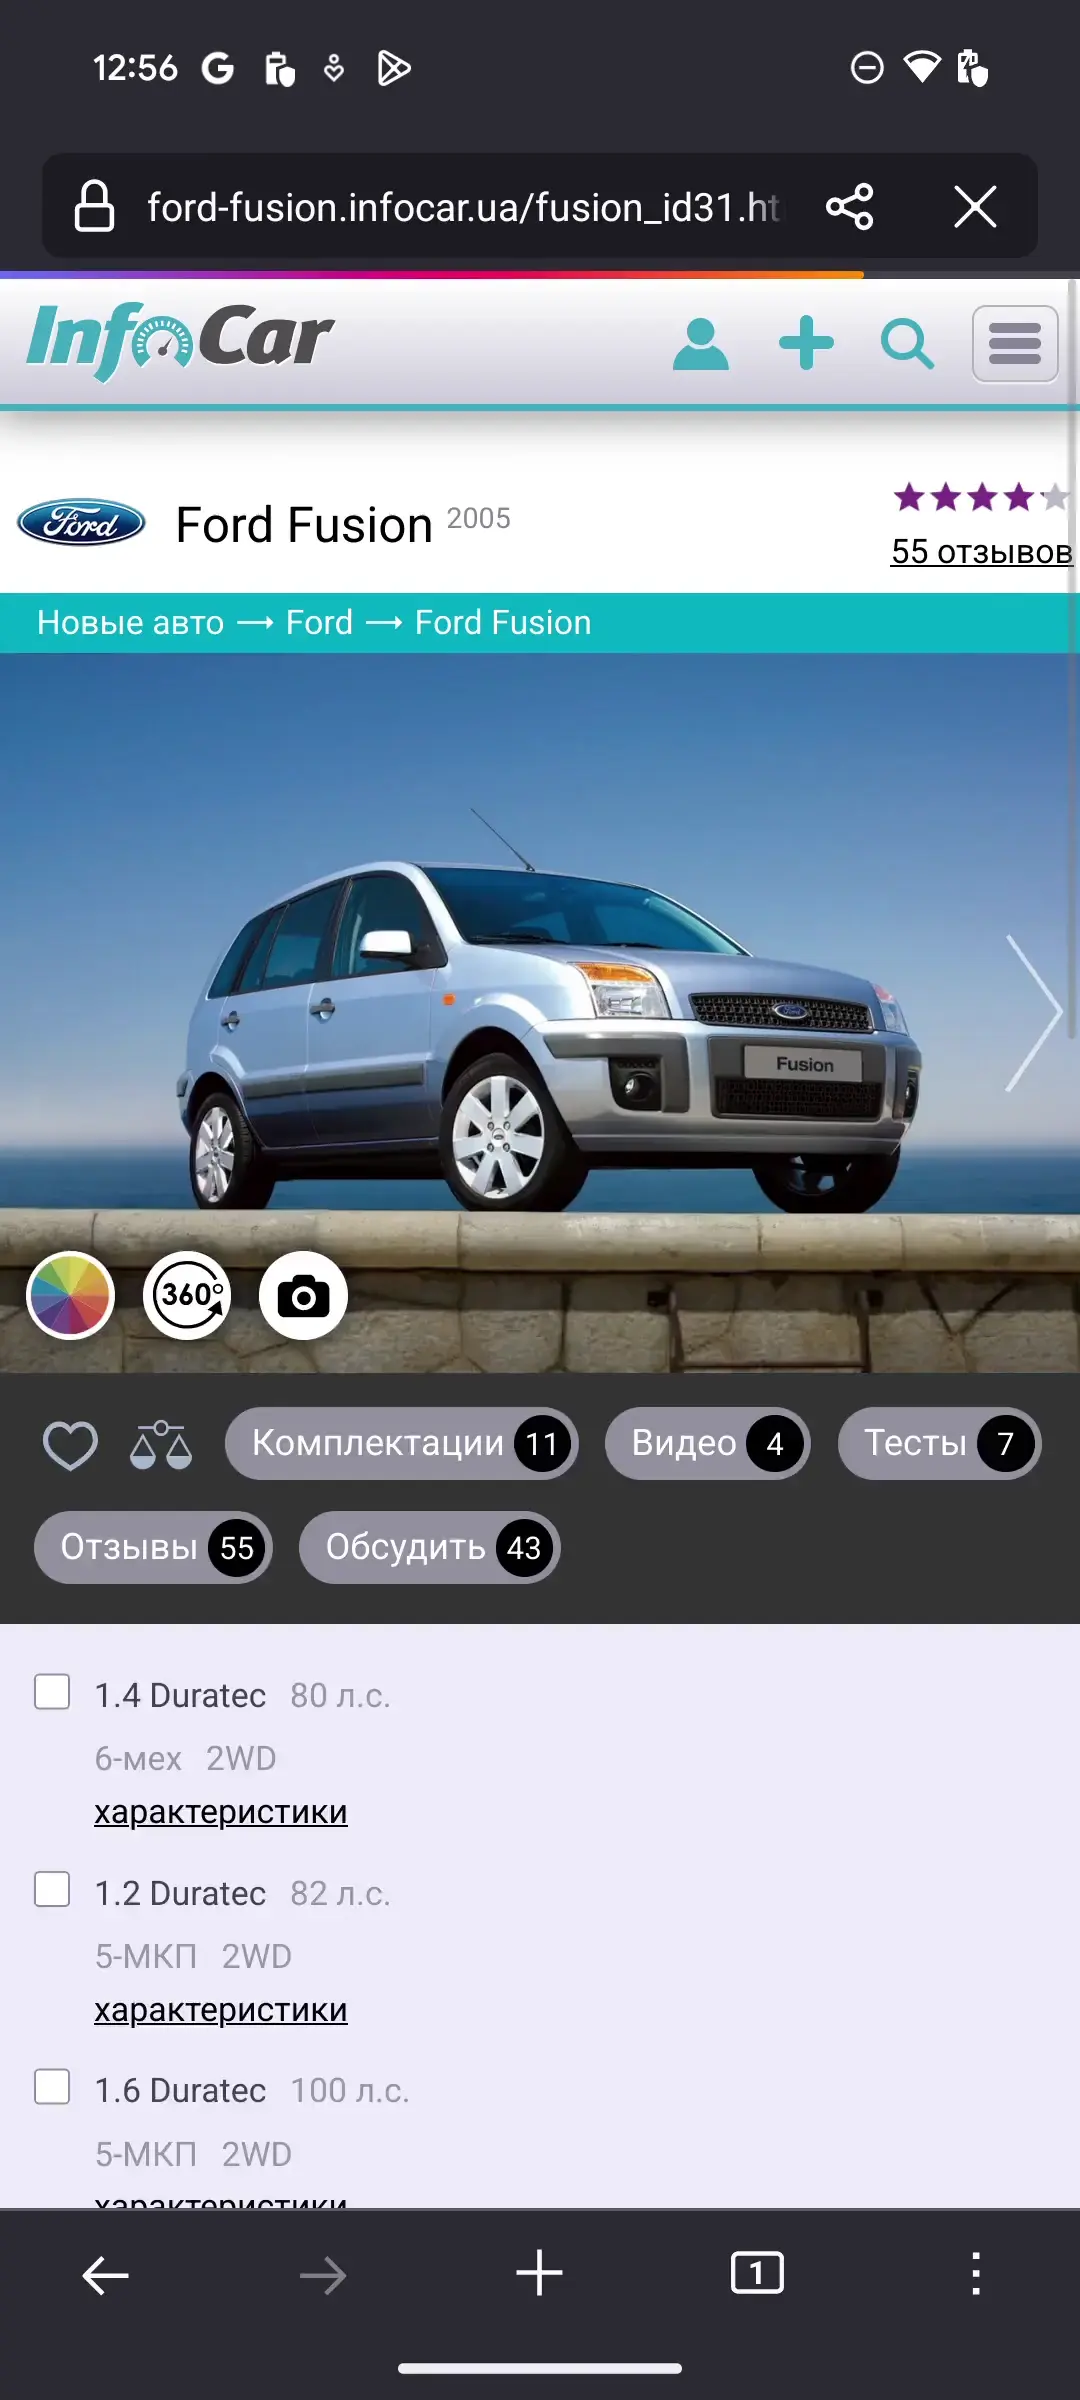 12:56
ford-fusion.infocar.ua/fusion_id31.ht
InfoCar
Ford
Ford Fusion 2005
55 отзывов
Новые авто → Ford → Ford Fusion
Ford
Fusion
360°
Комплектации 11
Видео 4
Тесты 7
Отзывы 55
Обсудить 43
1.4 Duratec 80 л.с.
6-мех 2WD
характеристики
1.2 Duratec 82 л.с.
5-МКП 2WD
характеристики
1.6 Duratec 100 л.с.
5-МКП 2WD
характеристики
1